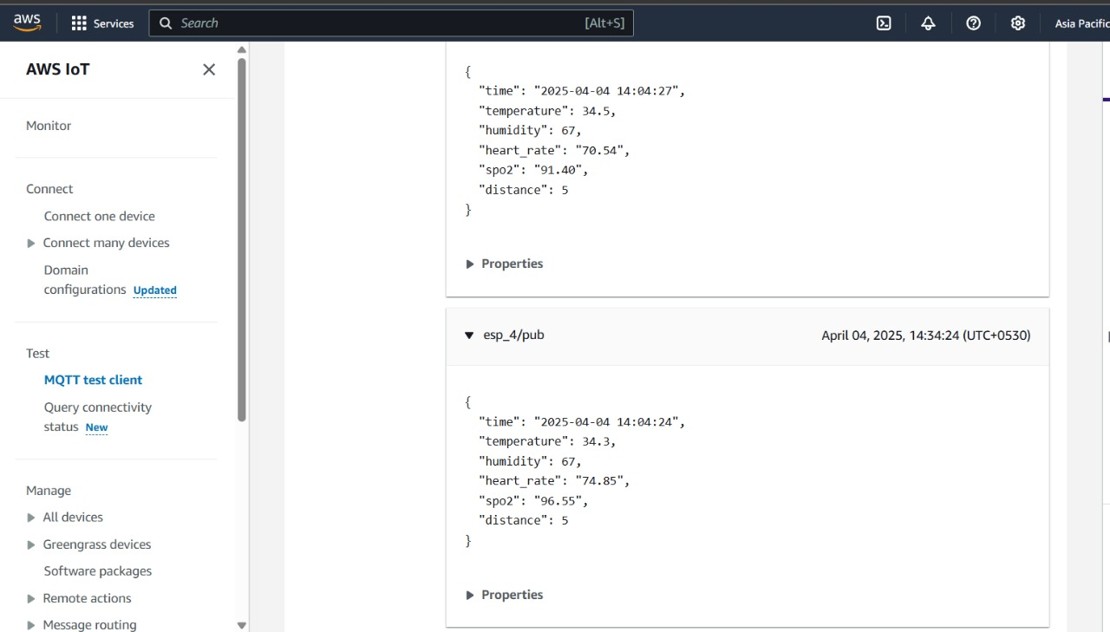 aws
Services
Search
[Alt+S]
Asia Pacific
AWS IoT
Monitor
Connect
Connect one device
Connect many devices
Domain
configurations Updated
Test
MQTT test client
Query connectivity
status New
Manage
All devices
Greengrass devices
Software packages
Remote actions
Message routing
{
"time": "2025-04-04 14:04:27",
"temperature": 34.5,
"humidity": 67,
"heart_rate": "70.54",
"spo2": "91.40",
"distance": 5
}
Properties
esp_4/pub
April 04, 2025, 14:34:24 (UTC+0530)
{
"time": "2025-04-04 14:04:24",
"temperature": 34.3,
"humidity": 67,
"heart_rate": "74.85",
"spo2": "96.55",
"distance": 5
}
Properties